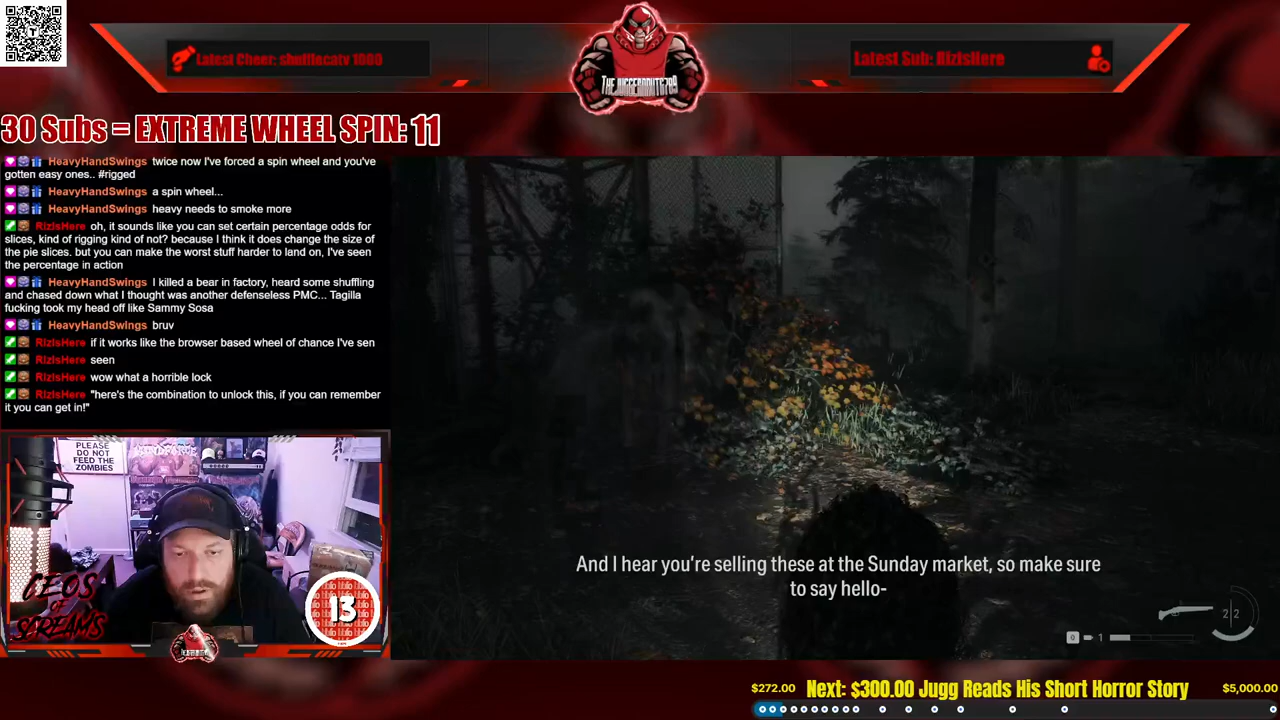 Latest Cheer: shufflecatv 1000
THEJUGGERNAUT6789
Latest Sub: RizIsHere
30 Subs = EXTREME WHEEL SPIN: 11
HeavyHandSwings twice now I've forced a spin wheel and you've
gotten easy ones.. #rigged
HeavyHandSwings a spin wheel...
HeavyHandSwings heavy needs to smoke more
RizIsHere oh, it sounds like you can set certain percentage odds for
slices, kind of rigging kind of not? because I think it does change the size of
the pie slices. but you can make the worst stuff harder to land on, I've seen
the percentage in action
HeavyHandSwings I killed a bear in factory, heard some shuffling
and chased down what I thought was another defenseless PMC... Tagilla
fucking took my head off like Sammy Sosa
HeavyHandSwings bruv
RizIsHere if it works like the browser based wheel of chance I've sen
RizIsHere seen
RizIsHere wow what a horrible lock
RizIsHere "here's the combination to unlock this, if you can remember
it you can get in!"
PLEASE
DO NOT
FEED THE
ZOMBIES
CEOS
OF
SCREAMS
13
And I hear you're selling these at the Sunday market, so make sure
to say hello-
2|2
1
$272.00 Next: $300.00 Jugg Reads His Short Horror Story $5,000.00